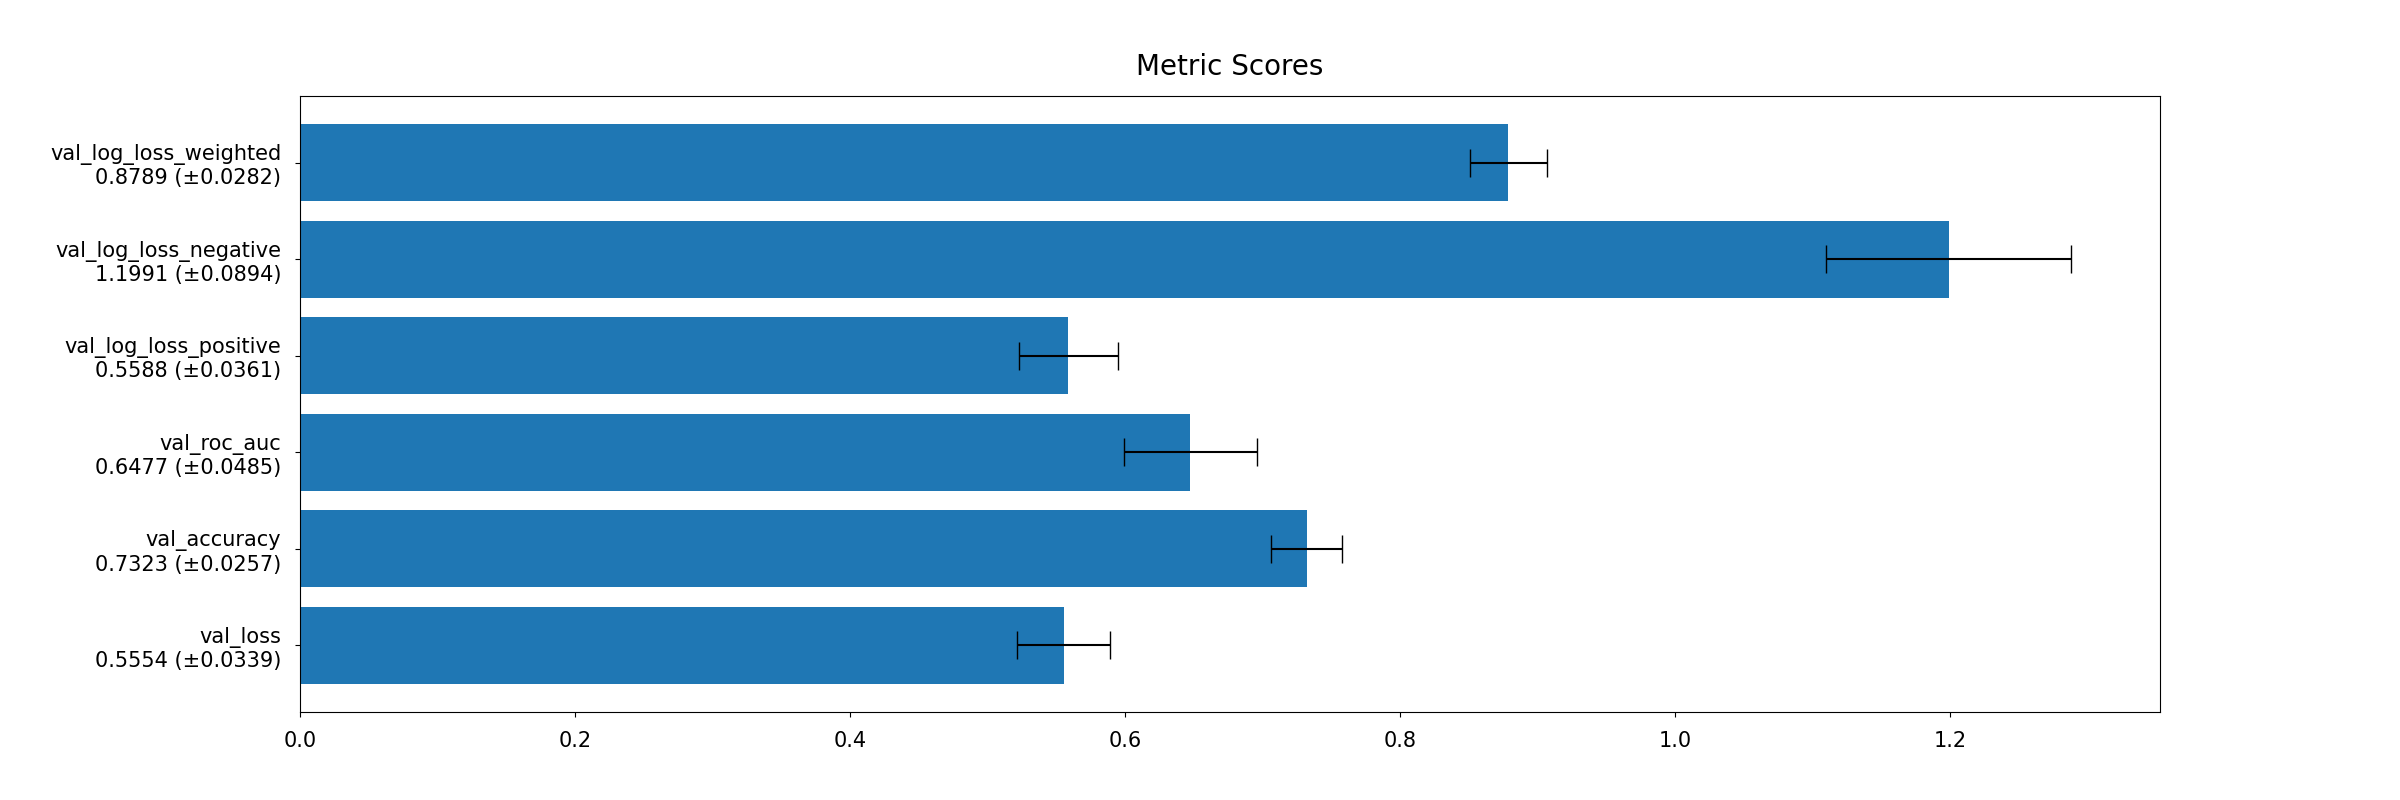 Metric Scores
val_log_loss_weighted
0.8789 (±0.0282)
val_log_loss_negative
1.1991 (±0.0894)
val_log_loss_positive
0.5588 (±0.0361)
val_roc_auc
0.6477 (±0.0485)
val_accuracy
0.7323 (±0.0257)
val_loss
0.5554 (±0.0339)
0.0 0.2 0.4 0.6 0.8 1.0 1.2